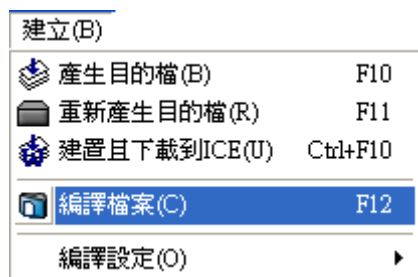 建立(B)
產生目的檔(B) F10
重新產生目的檔(R) F11
建置且下載到ICE(U) Ctrl+F10
編譯檔案(C) F12
編譯設定(O)